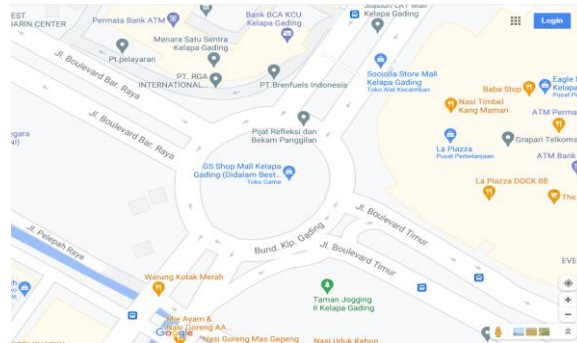 EST
ARIN CENTER
Permata Bank ATM
Bank BCA KCU
Kelapa Gading
Stasiun LRT Mall
Kelapa Gading
Login
Menara Satu Sentra
Kelapa Gading
Pt.pelayaran
PT. RGA
INTERNATIONAL...
PT Brenfuels Indonesia
Sociolla Store Mall
Kelapa Gading
Toko Alat Kecantikan
Baba Stop
Eagle
Kelapa
Pusat
Nasi Timbel
Kang Maman
ATM Perma
Jl. Boulevard Bar. Raya
Jl. Boulevard Bar. Raya
Pijat Refleksi dan
Bekam Panggilan
La Piazza
Pusat Perbelanjaan
Grapari Telkoms
ATM Bank
egara
NI)
GS Shop Mall Kelapa
Gading (Didalam Best...
Toko Game
La Piazza DOCK 88
The
Jl. Boulevard Timur
Jl. Pelepah Raya
Bund. Klp. Gading
Jl. Boulevard Timur
EVE
Warung Kotak Merah
Taman Jogging
II Kelapa Gading
Mie Ayam &
Nasi Goreng AA...
Google
Nasi Goreng Mas Gepeng
Nasi Uduk Kebon